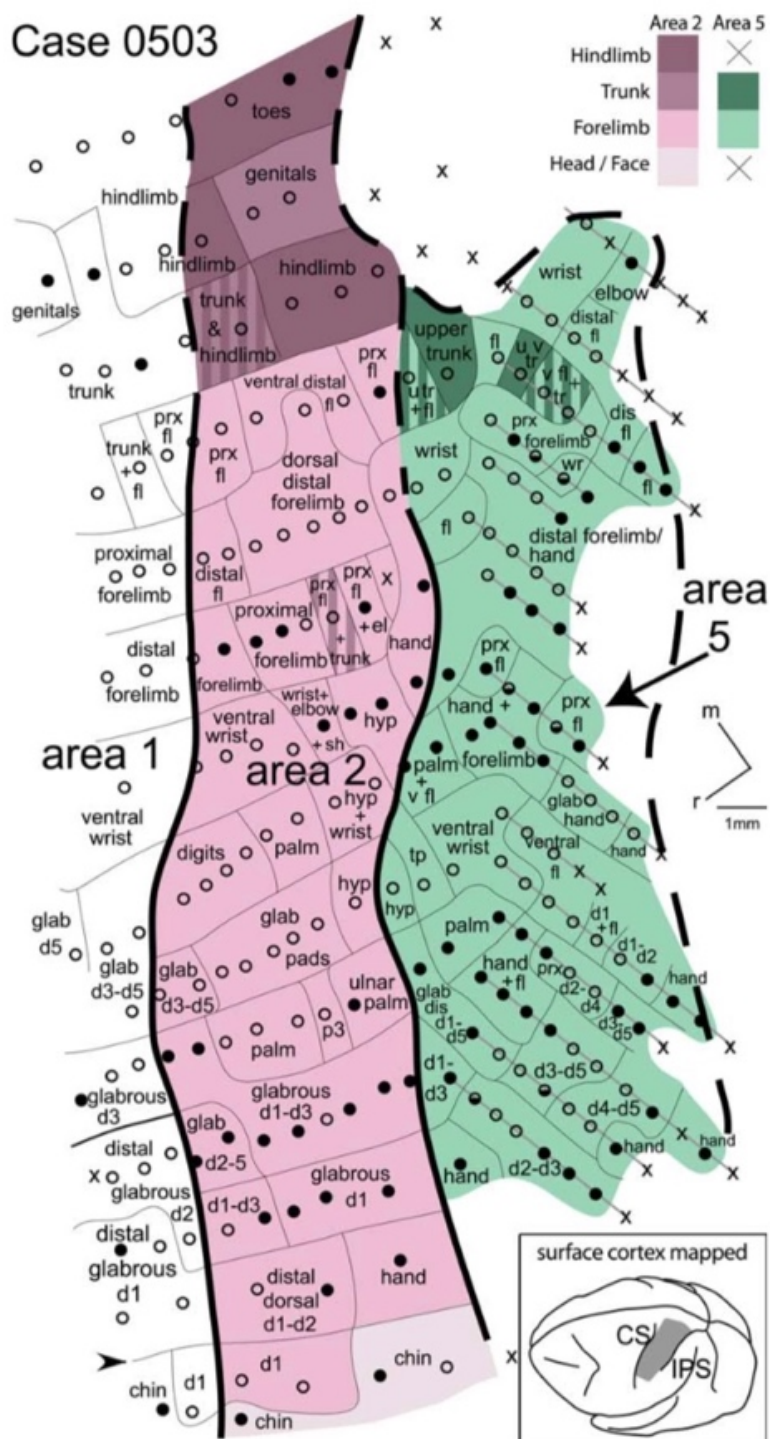 Case 0503
Area 2 Area 5
Hindlimb
Trunk
Forelimb
Head / Face
toes
genitals
hindlimb
hindlimb
hindlimb
genitals
trunk
&
hindlimb
upper
trunk
wrist
elbow
distal
fl
trunk
prx
fl
ventral distal
fl
u tr
+ fl
fl
u v
tr
v fl
+
tr
prx
fl
trunk
+
fl
prx
fl
dorsal
distal
forelimb
wrist
prx
forelimb
wr
dis
fl
fl
proximal
forelimb
distal
fl
fl
distal forelimb/
hand
x
area
5
proximal
forelimb
prx
fl
+
trunk
prx
fl
+ el
hand
distal
forelimb
forelimb
prx
fl
prx
fl
wrist+
elbow
+ sh
hyp
hand +
forelimb
ventral
wrist
m
r
1mm
area 1
area 2
palm
+
v fl
hyp
+
wrist
glab
hand
hand
ventral
wrist
digits
palm
tp
ventral
wrist
ventral
fl
hyp
hyp
glab
d5
glab
pads
palm
d1
+ fl
d1-
d2
glab
d3-d5
glab
d3-d5
hand
+ fl
prx
d2-
d4
hand
ulnar
palm
glab
dis
d1-
d5
d3-
d5
palm
p3
d1-
d3
d3-d5
glabrous
d3
glabrous
d1-d3
d4-d5
glab
d2-5
hand
hand
distal
glabrous
d2
hand
d2-d3
d1-d3
glabrous
d1
distal
glabrous
d1
distal
dorsal
d1-d2
hand
surface cortex mapped
CS
IPS
d1
chin
chin
d1
chin